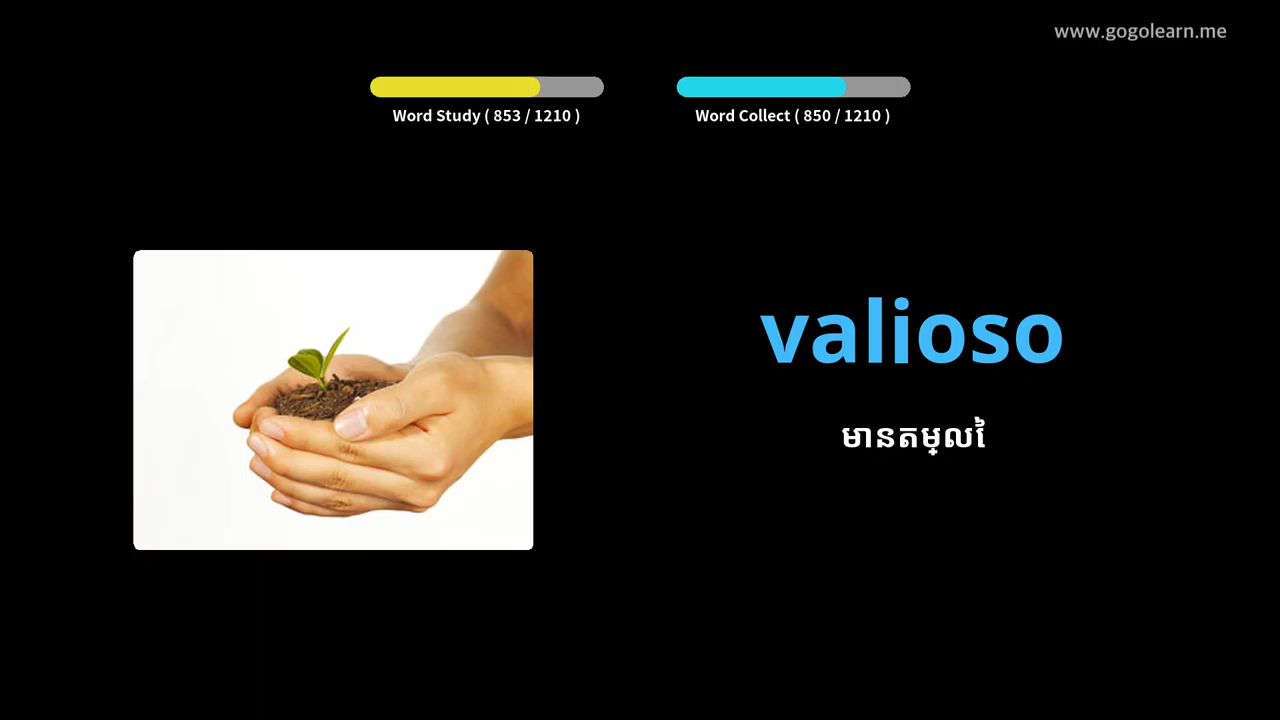 www.gogolearn.me
Word Study ( 853 / 1210 )
Word Collect ( 850 / 1210 )
valioso
មានតម្លៃ